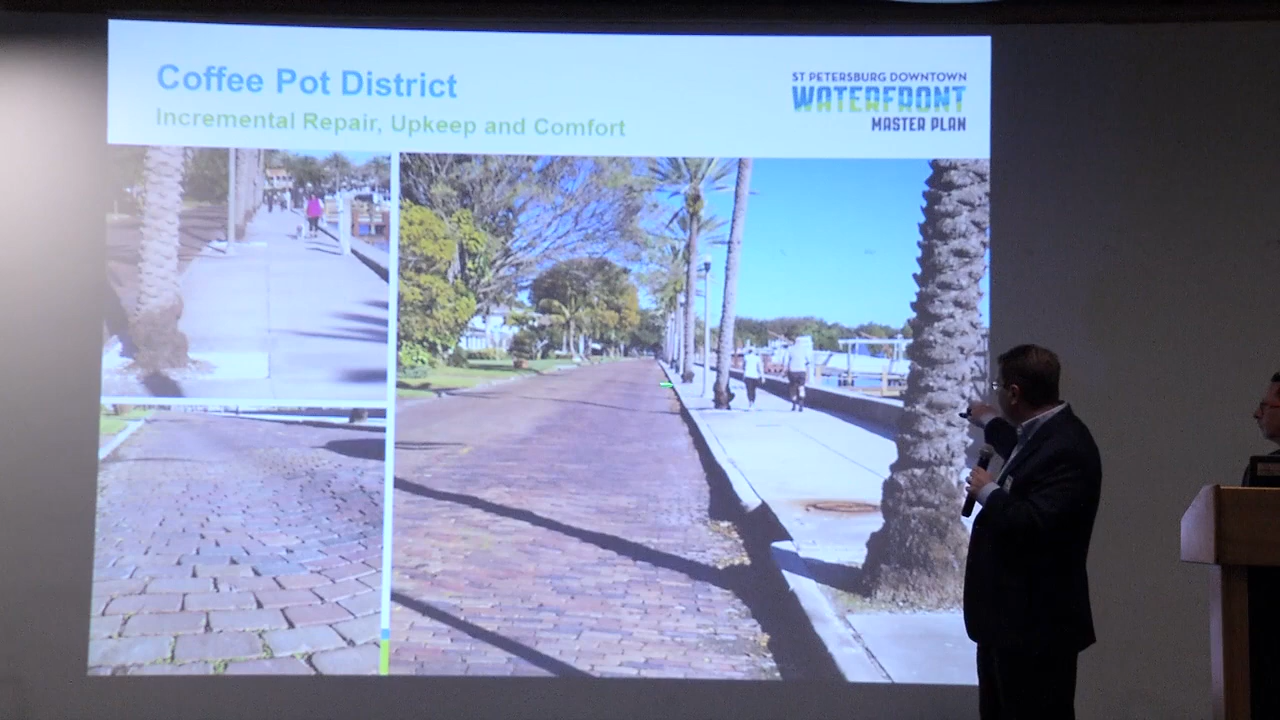 Coffee Pot District
Incremental Repair, Upkeep and Comfort
ST PETERSBURG DOWNTOWN
WATERFRONT
MASTER PLAN